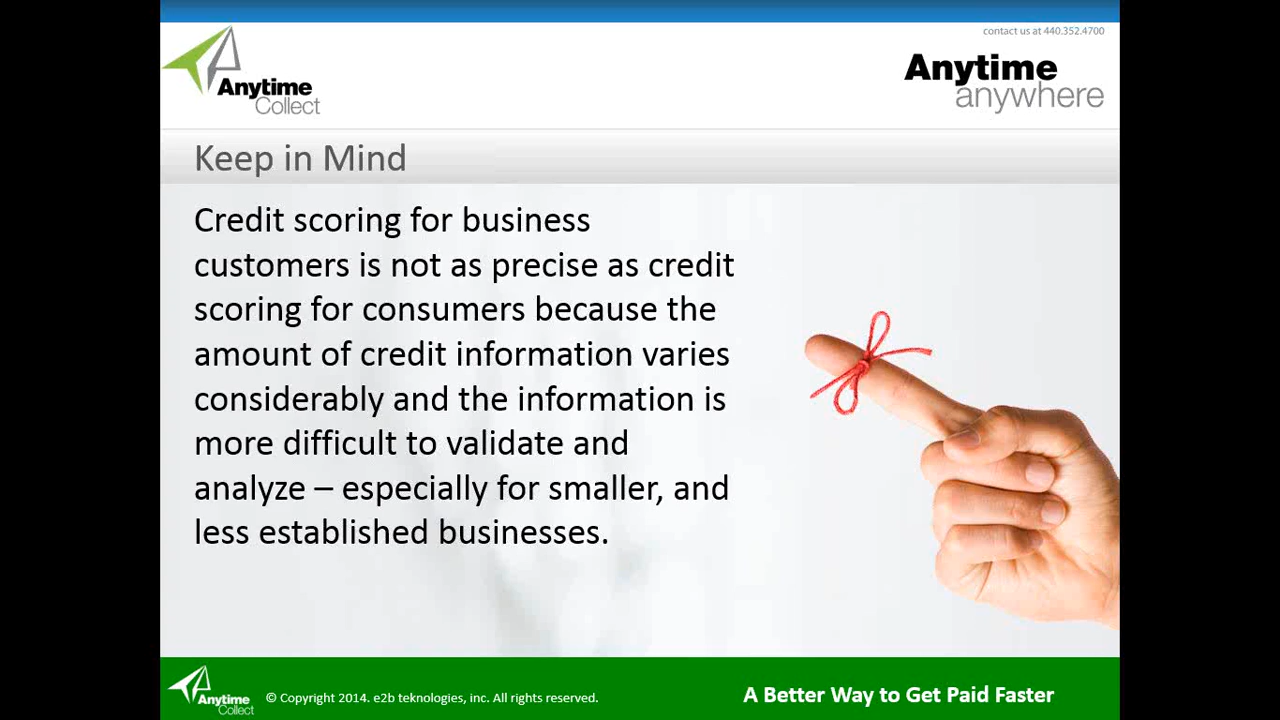 contact us at 440.352.4700
Anytime
Collect
Anytime
anywhere
Keep in Mind
Credit scoring for business
customers is not as precise as credit
scoring for consumers because the
amount of credit information varies
considerably and the information is
more difficult to validate and
analyze – especially for smaller, and
less established businesses.
Anytime
Collect
© Copyright 2014. e2b teknologies, inc. All rights reserved.
A Better Way to Get Paid Faster